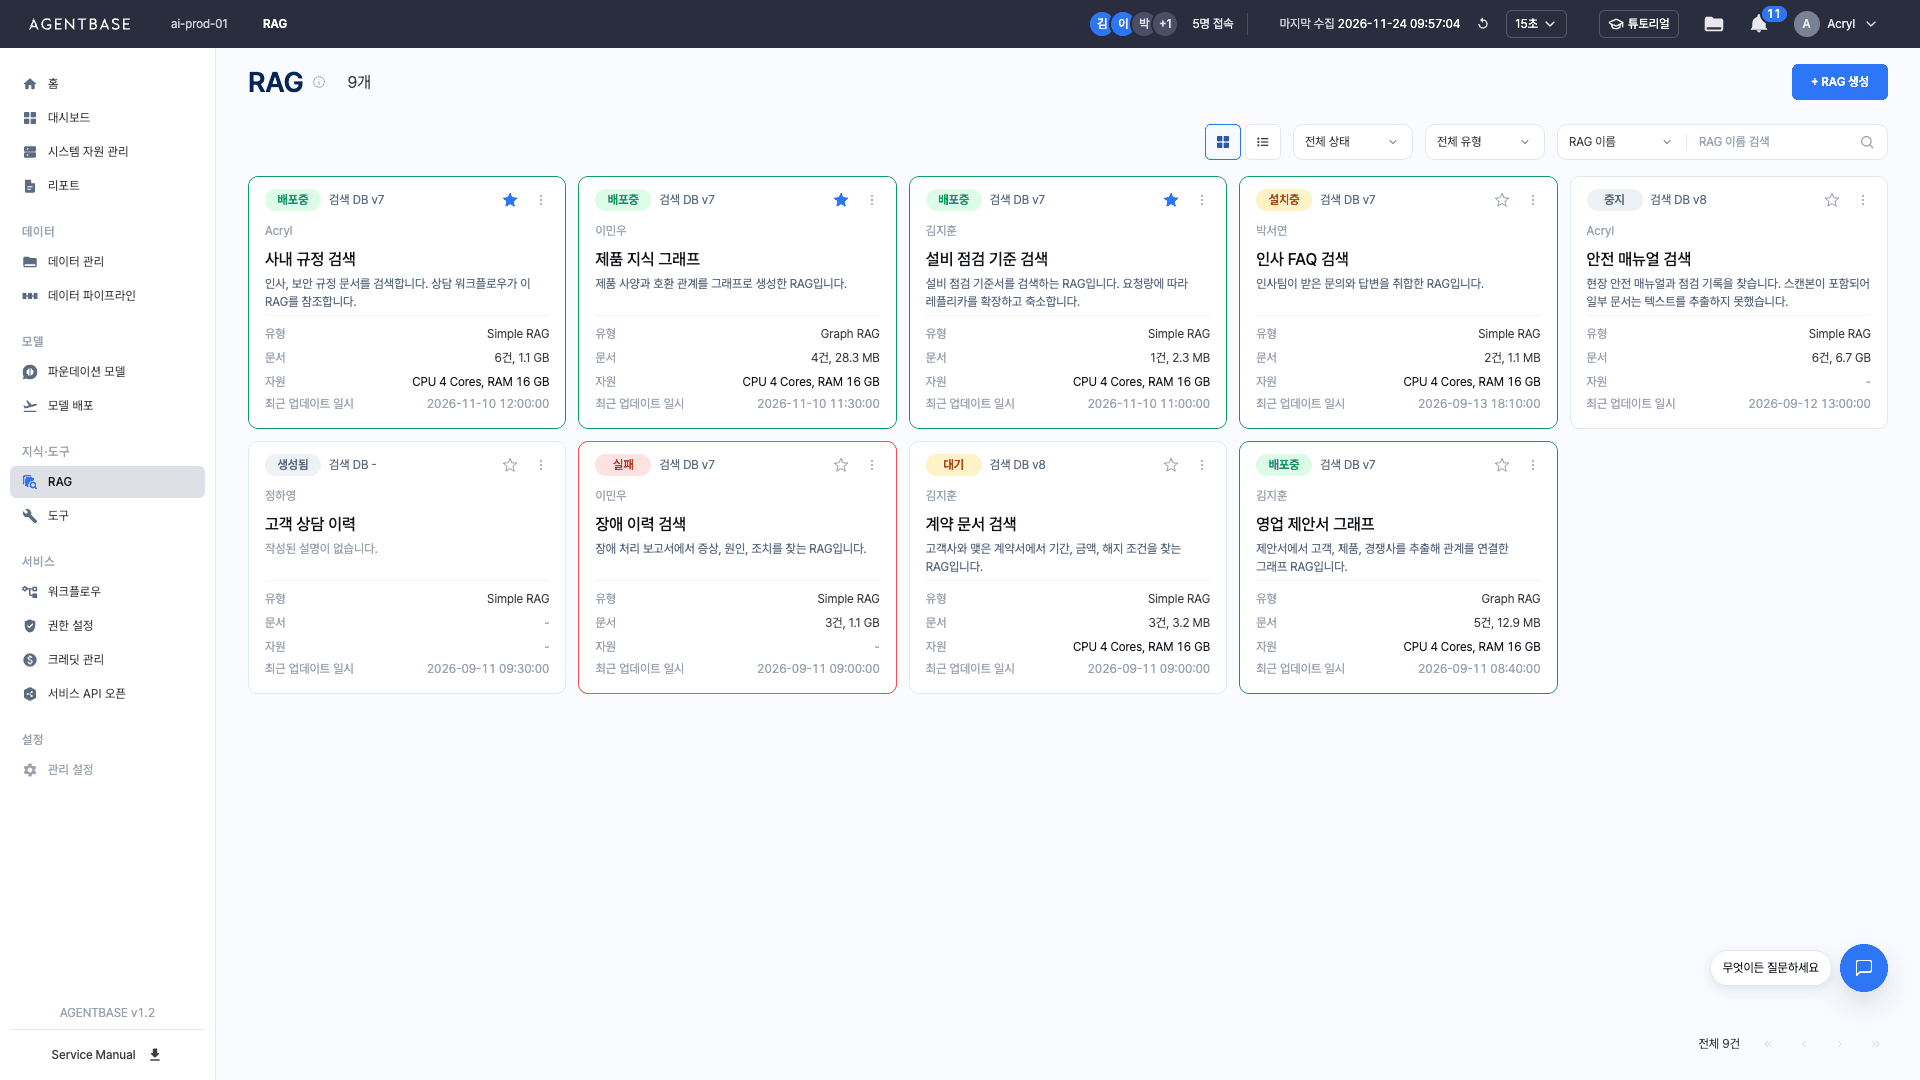 AGENTBASE
ai-prod-01
RAG
김 이 박 +1
5명 접속
마지막 수집 2026-11-24 09:57:04
15초
튜토리얼
11
A
Acryl
홈
대시보드
시스템 자원 관리
리포트
데이터
데이터 관리
데이터 파이프라인
모델
파운데이션 모델
모델 배포
지식·도구
RAG
도구
서비스
워크플로우
권한 설정
크레딧 관리
서비스 API 오픈
설정
관리 설정
AGENTBASE v1.2
Service Manual
RAG
9개
+ RAG 생성
전체 상태
전체 유형
RAG 이름
RAG 이름 검색
배포중 검색 DB v7
Acryl
사내 규정 검색
인사, 보안 규정 문서를 검색합니다. 상담 워크플로우가 이
RAG를 참조합니다.
유형 Simple RAG
문서 6건, 1.1 GB
자원 CPU 4 Cores, RAM 16 GB
최근 업데이트 일시 2026-11-10 12:00:00
배포중 검색 DB v7
이민우
제품 지식 그래프
제품 사양과 호환 관계를 그래프로 생성한 RAG입니다.
유형 Graph RAG
문서 4건, 28.3 MB
자원 CPU 4 Cores, RAM 16 GB
최근 업데이트 일시 2026-11-10 11:30:00
배포중 검색 DB v7
김지훈
설비 점검 기준 검색
설비 점검 기준서를 검색하는 RAG입니다. 요청량에 따라
레플리카를 확장하고 축소합니다.
유형 Simple RAG
문서 1건, 2.3 MB
자원 CPU 4 Cores, RAM 16 GB
최근 업데이트 일시 2026-11-10 11:00:00
설치중 검색 DB v7
박서연
인사 FAQ 검색
인사팀이 받은 문의와 답변을 취합한 RAG입니다.
유형 Simple RAG
문서 2건, 1.1 MB
자원 CPU 4 Cores, RAM 16 GB
최근 업데이트 일시 2026-09-13 18:10:00
중지 검색 DB v8
Acryl
안전 매뉴얼 검색
현장 안전 매뉴얼과 점검 기록을 찾습니다. 스캔본이 포함되어
일부 문서는 텍스트를 추출하지 못했습니다.
유형 Simple RAG
문서 6건, 6.7 GB
자원 -
최근 업데이트 일시 2026-09-12 13:00:00
생성됨 검색 DB -
정하영
고객 상담 이력
작성된 설명이 없습니다.
유형 Simple RAG
문서 -
자원 -
최근 업데이트 일시 2026-09-11 09:30:00
실패 검색 DB v7
이민우
장애 이력 검색
장애 처리 보고서에서 증상, 원인, 조치를 찾는 RAG입니다.
유형 Simple RAG
문서 3건, 1.1 GB
자원 -
최근 업데이트 일시 2026-09-11 09:00:00
대기 검색 DB v8
김지훈
계약 문서 검색
고객사와 맺은 계약서에서 기간, 금액, 해지 조건을 찾는
RAG입니다.
유형 Simple RAG
문서 3건, 3.2 MB
자원 CPU 4 Cores, RAM 16 GB
최근 업데이트 일시 2026-09-11 09:00:00
배포중 검색 DB v7
김지훈
영업 제안서 그래프
제안서에서 고객, 제품, 경쟁사를 추출해 관계를 연결한
그래프 RAG입니다.
유형 Graph RAG
문서 5건, 12.9 MB
자원 CPU 4 Cores, RAM 16 GB
최근 업데이트 일시 2026-09-11 08:40:00
무엇이든 질문하세요
전체 9건